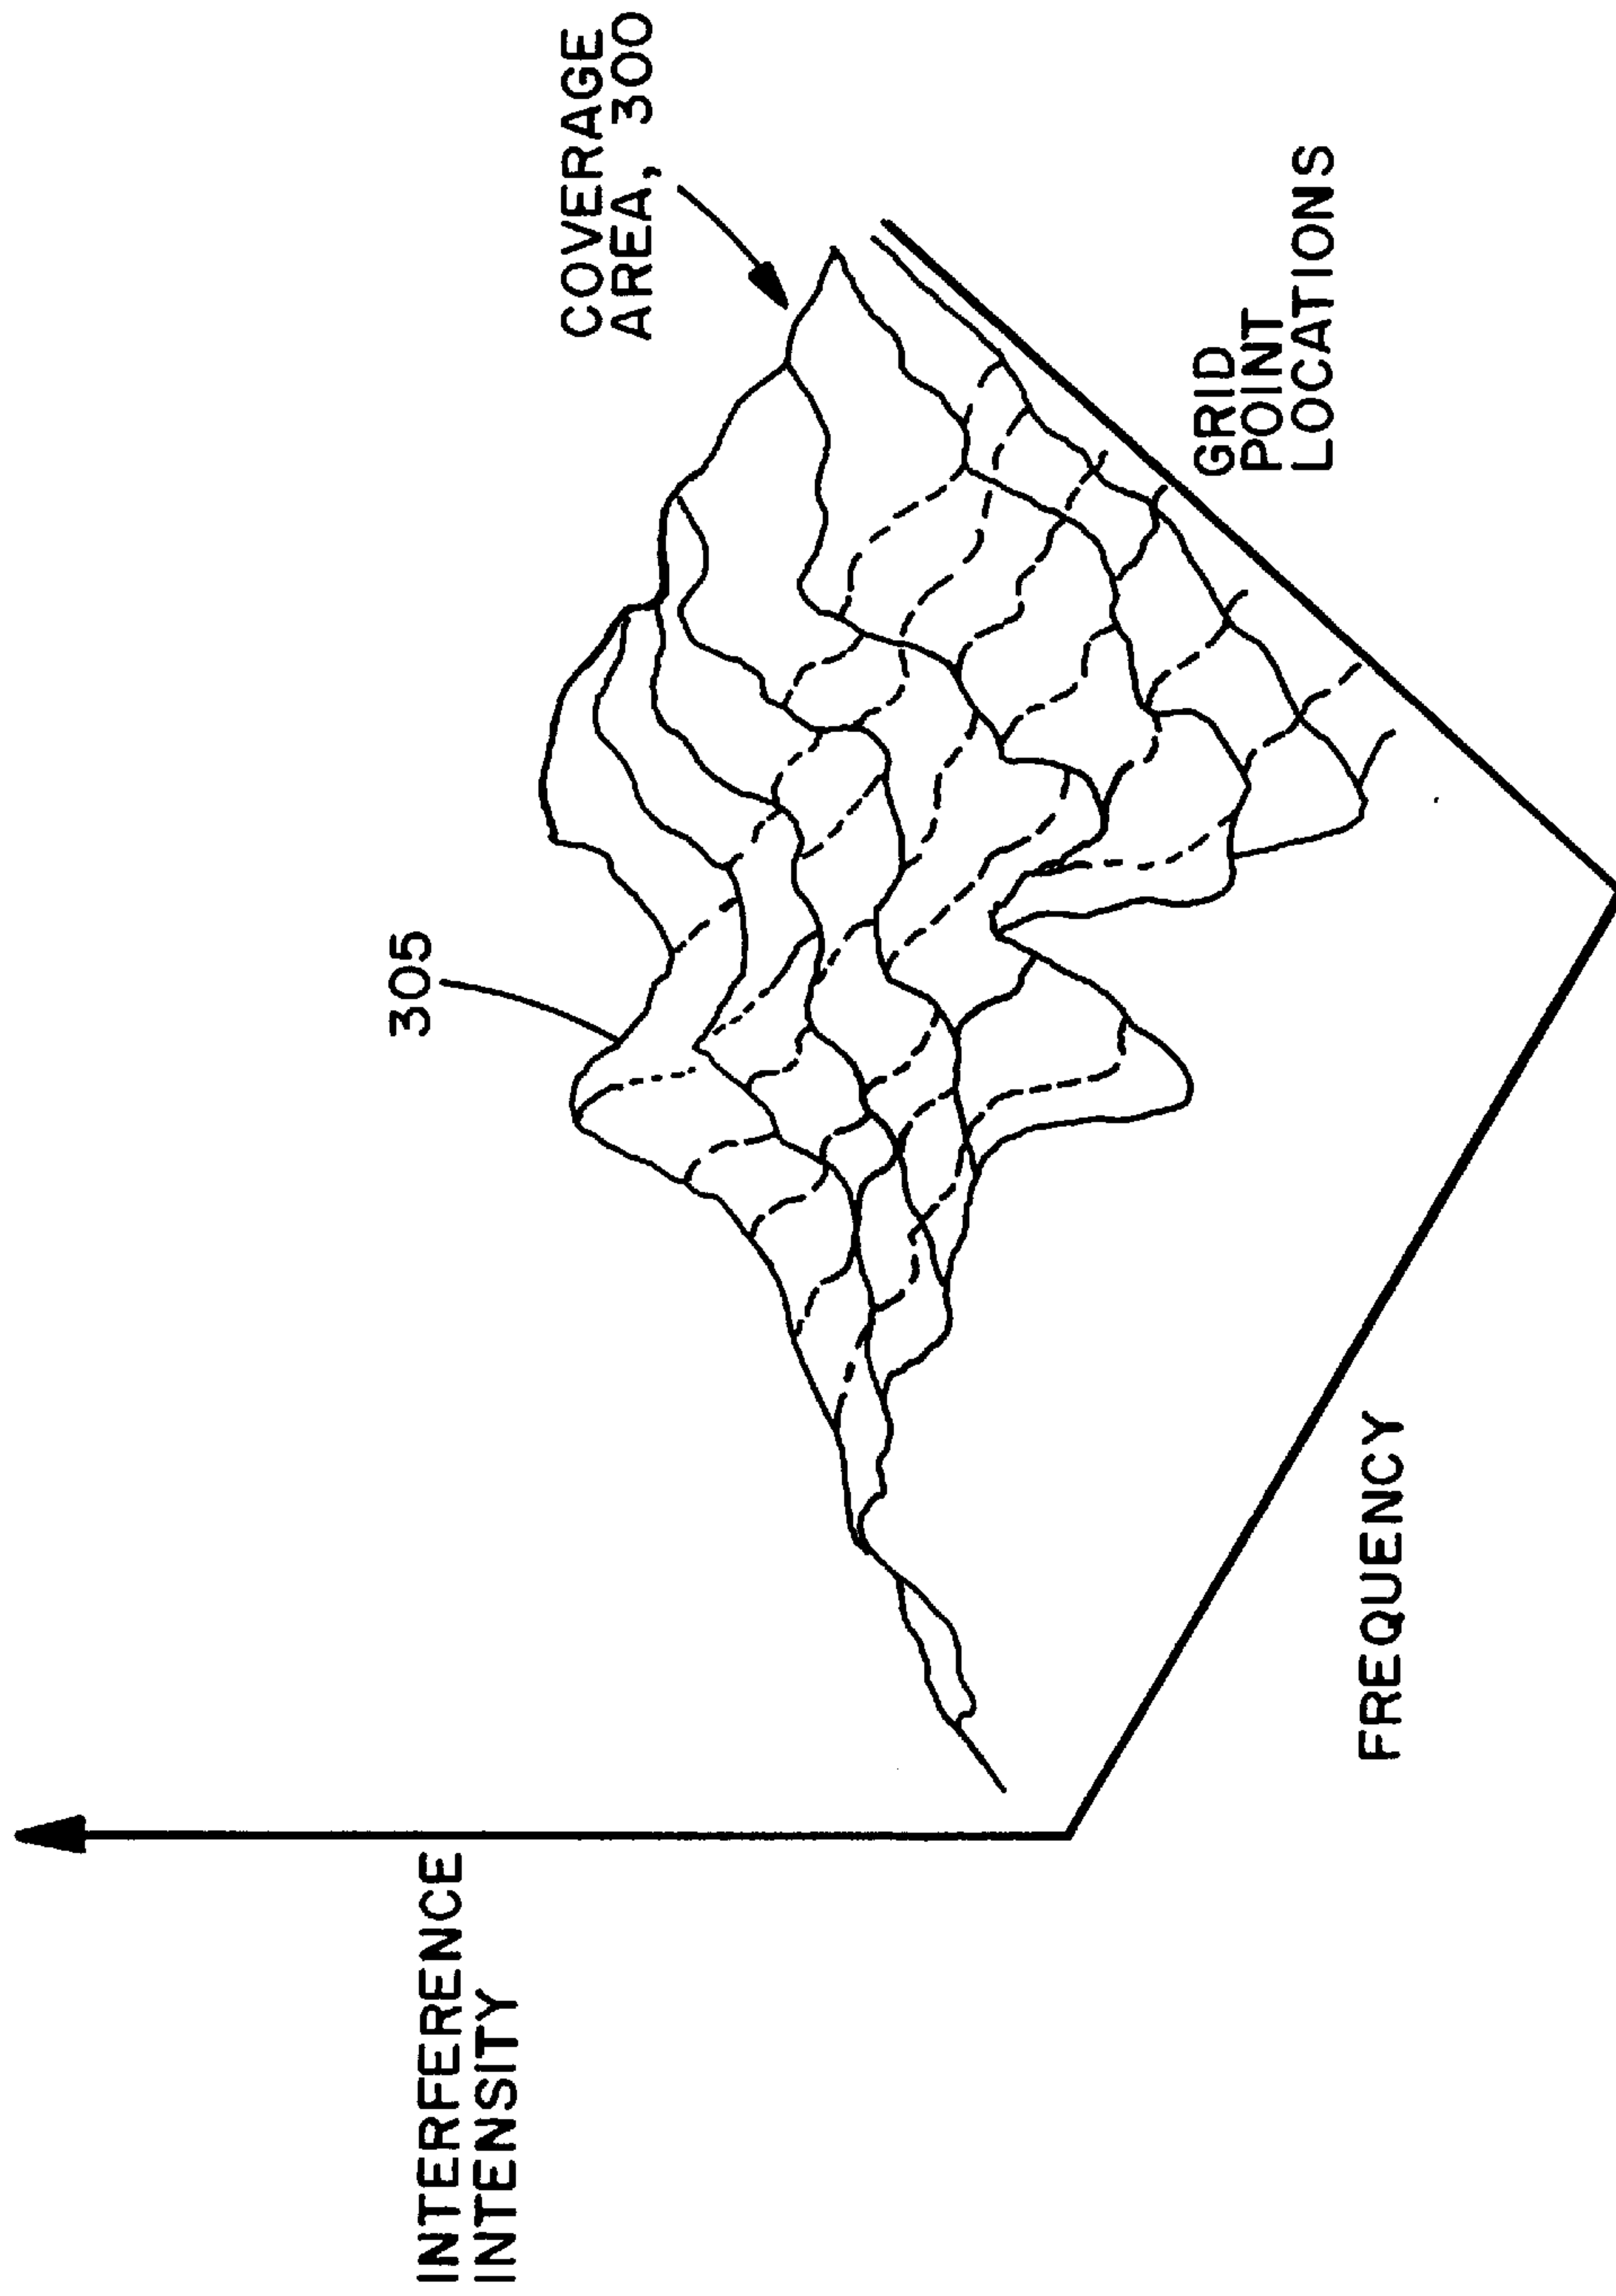 INTERFERENCE
INTENSITY
305
COVERAGE
AREA, 300
FREQUENCY
GRID
POINT
LOCATIONS